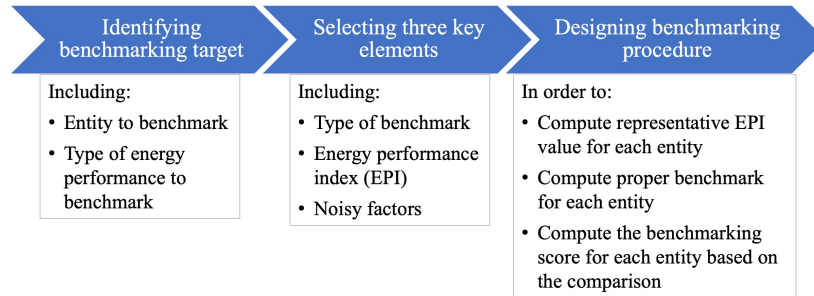 Identifying
benchmarking target
Including:
• Entity to benchmark
• Type of energy
performance to
benchmark
Selecting three key
elements
Including:
• Type of benchmark
• Energy performance
index (EPI)
• Noisy factors
Designing benchmarking
procedure
In order to:
• Compute representative EPI
value for each entity
• Compute proper benchmark
for each entity
• Compute the benchmarking
score for each entity based on
the comparison